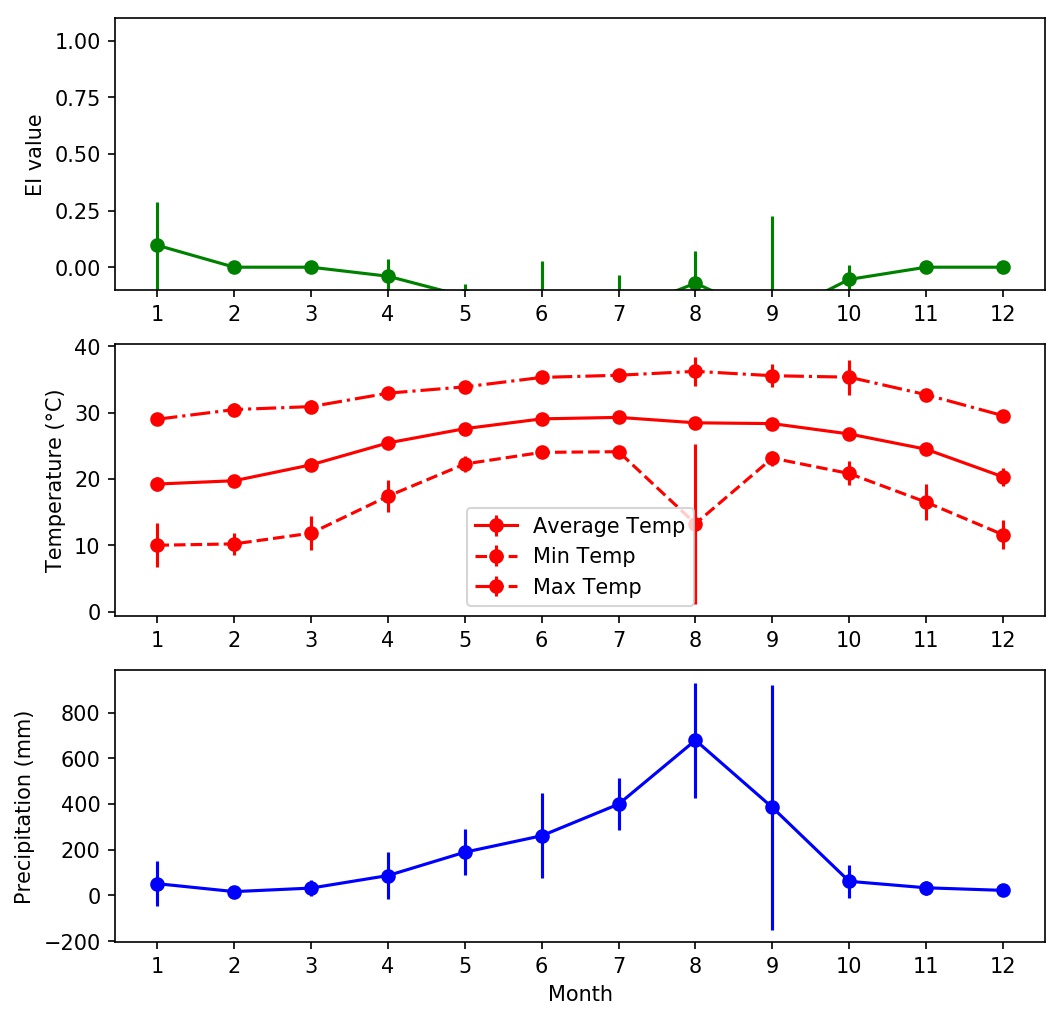 EI value
1.00
0.75
0.50
0.25
0.00
1 2 3 4 5 6 7 8 9 10 11 12
Temperature (°C)
40
30
20
10
0
Average Temp
Min Temp
Max Temp
1 2 3 4 5 6 7 8 9 10 11 12
Precipitation (mm)
800
600
400
200
0
−200
1 2 3 4 5 6 7 8 9 10 11 12
Month